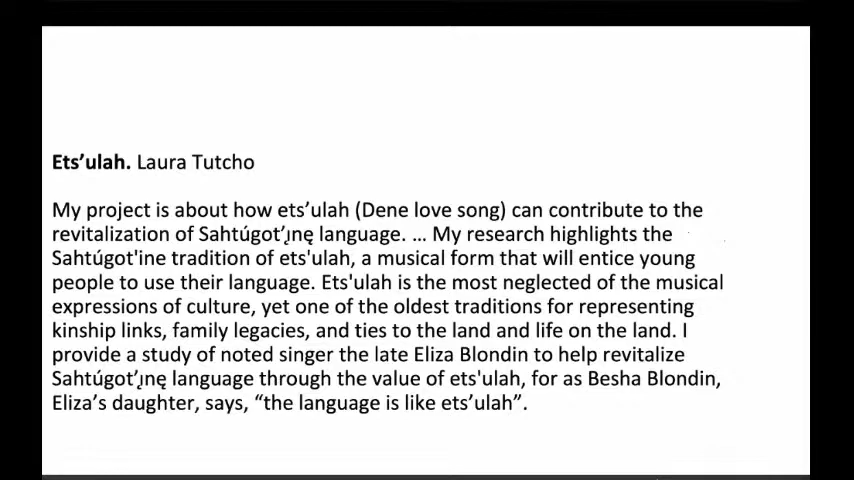 Ets’ulah. Laura Tutcho
My project is about how ets’ulah (Dene love song) can contribute to the
revitalization of Sahtúgot’ı̨nę language. ... My research highlights the
Sahtúgot'ine tradition of ets'ulah, a musical form that will entice young
people to use their language. Ets'ulah is the most neglected of the musical
expressions of culture, yet one of the oldest traditions for representing
kinship links, family legacies, and ties to the land and life on the land. I
provide a study of noted singer the late Eliza Blondin to help revitalize
Sahtúgot’ı̨nę language through the value of ets'ulah, for as Besha Blondin,
Eliza’s daughter, says, “the language is like ets’ulah”.